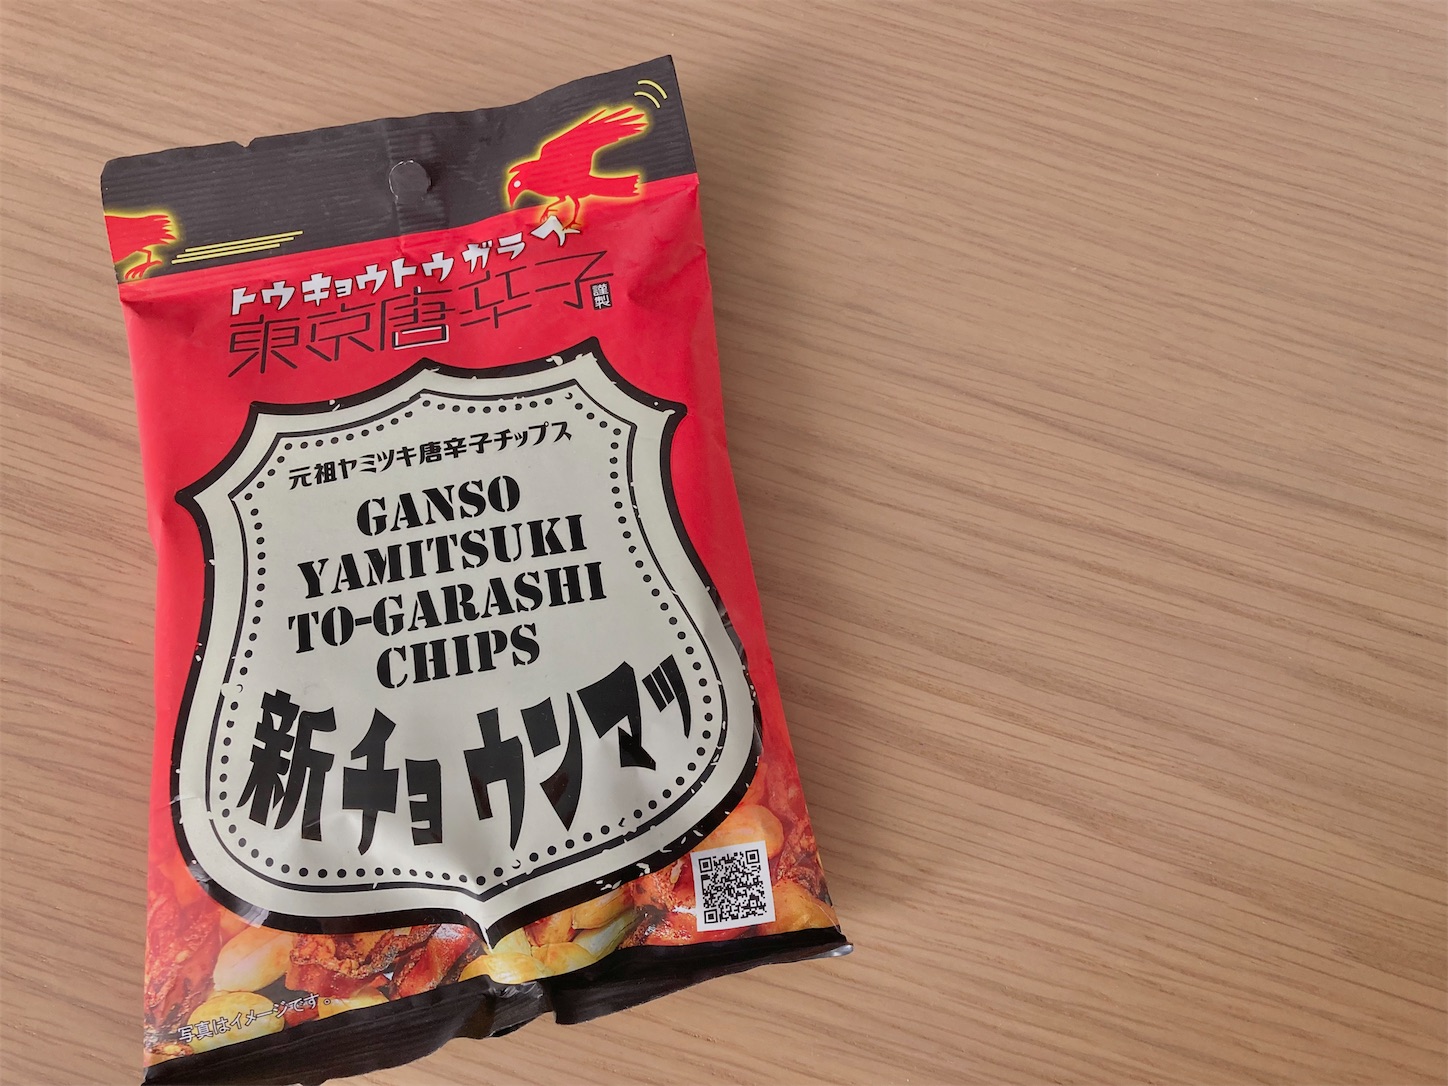 トウキョウトウガラシ
東京唐辛子
謹製
元祖ヤミツキ唐辛子チップス
GANSO
YAMITSUKI
TO-GARASHI
CHIPS
新チョウンマッ
写真はイメージです。